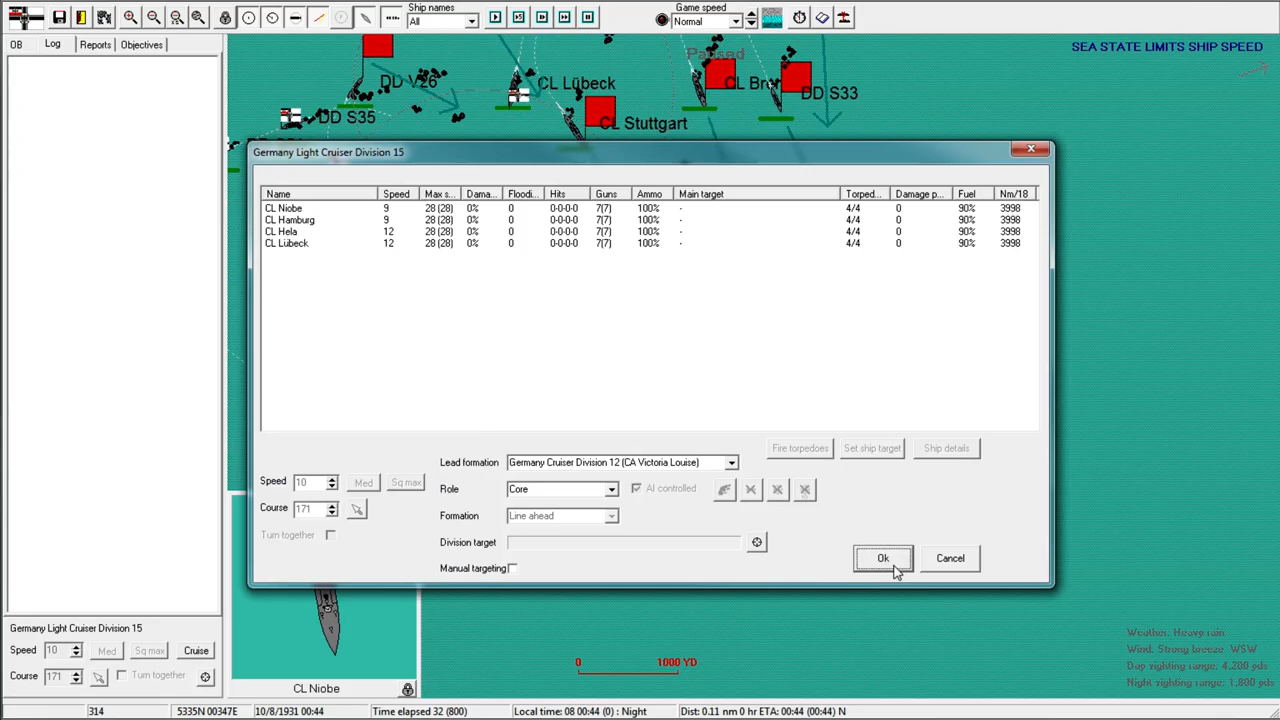 Ship names
All
Game speed
Normal
OB
Log
Reports
Objectives
SEA STATE LIMITS SHIP SPEED
Paused
DD V26
CL Lübeck
DD S35
CL Stuttgart
DD S33
Germany Light Cruiser Division 15
Name Speed Max s... Dama... Floodi... Hits Guns Ammo Main target Torped... Damage p... Fuel Nm/18
CL Niobe 9 28 (28) 0% 0 0-0-0-0 7(7) 100% - 4/4 0 90% 3998
CL Hamburg 9 28 (28) 0% 0 0-0-0-0 7(7) 100% - 4/4 0 90% 3998
CL Hela 12 28 (28) 0% 0 0-0-0-0 7(7) 100% - 4/4 0 90% 3998
CL Lübeck 12 28 (28) 0% 0 0-0-0-0 7(7) 100% - 4/4 0 90% 3998
Fire torpedoes Set ship target Ship details
Lead formation Germany Cruiser Division 12 (CA Victoria Louise)
Speed 10 Med Sq max
Role Core AI controlled
Course 171
Formation Line ahead
Turn together
Division target
Manual targeting
Ok Cancel
Germany Light Cruiser Division 15
Speed 10 Med Sq max Cruise
Course 171 Turn together
CL Niobe
0 1000 YD
Weather: Heavy rain
Wind: Strong breeze WSW
Day sighting range: 4,200 yds
Night sighting range: 1,800 yds
314 5335N 00347E 10/8/1931 00:44 Time elapsed 32 (800) Local time: 08 00:44 (0) : Night Dist: 0.11 nm 0 hr ETA: 00:44 (00:44) N